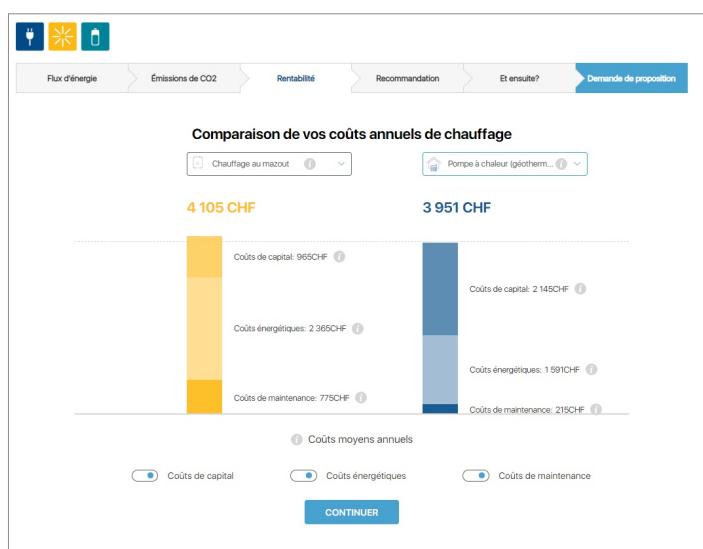 Flux d'énergie
Émissions de CO2
Rentabilité
Recommandation
Et ensuite?
Demande de proposition
Comparaison de vos coûts annuels de chauffage
Chauffage au mazout
Pompe à chaleur (géotherm...
4 105 CHF
3 951 CHF
Coûts de capital: 965CHF
Coûts énergétiques: 2 365CHF
Coûts de maintenance: 775CHF
Coûts de capital: 2 145CHF
Coûts énergétiques: 1 591CHF
Coûts de maintenance: 215CHF
Coûts moyens annuels
Coûts de capital
Coûts énergétiques
Coûts de maintenance
CONTINUER